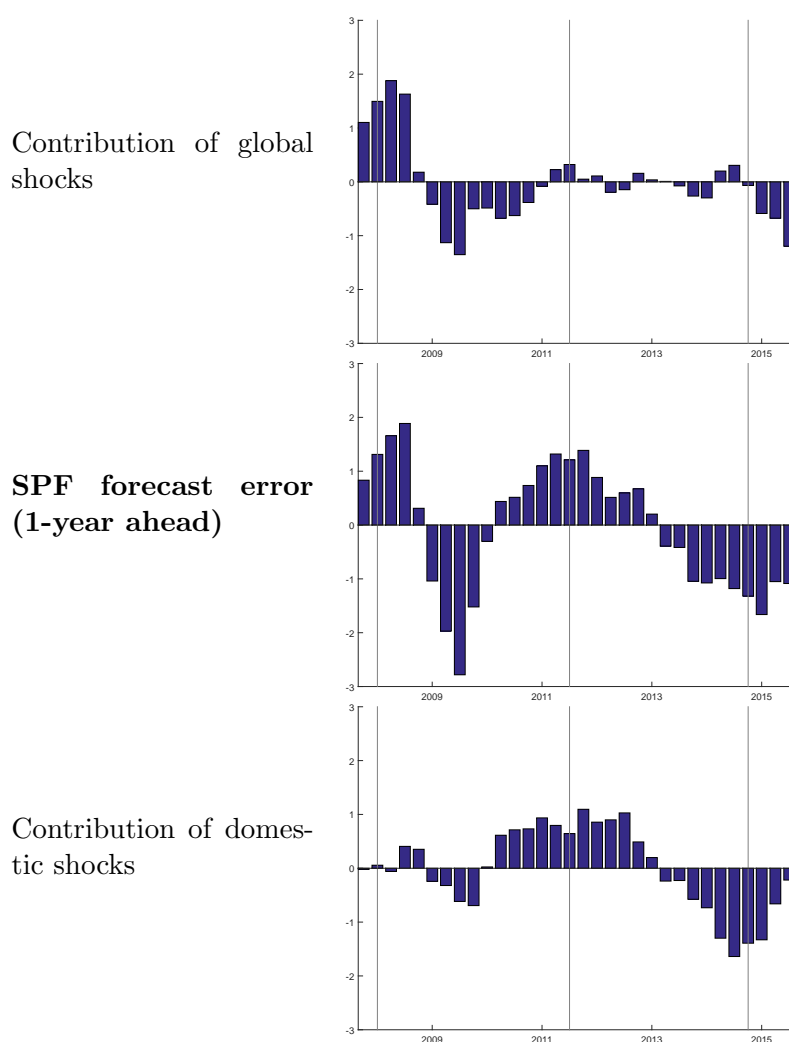 3
2
1
0
-1
-2
-3
2009 2011 2013 2015
Contribution of global
shocks
3
2
1
0
-1
-2
-3
2009 2011 2013 2015
SPF forecast error
(1-year ahead)
3
2
1
0
-1
-2
-3
2009 2011 2013 2015
Contribution of domes-
tic shocks